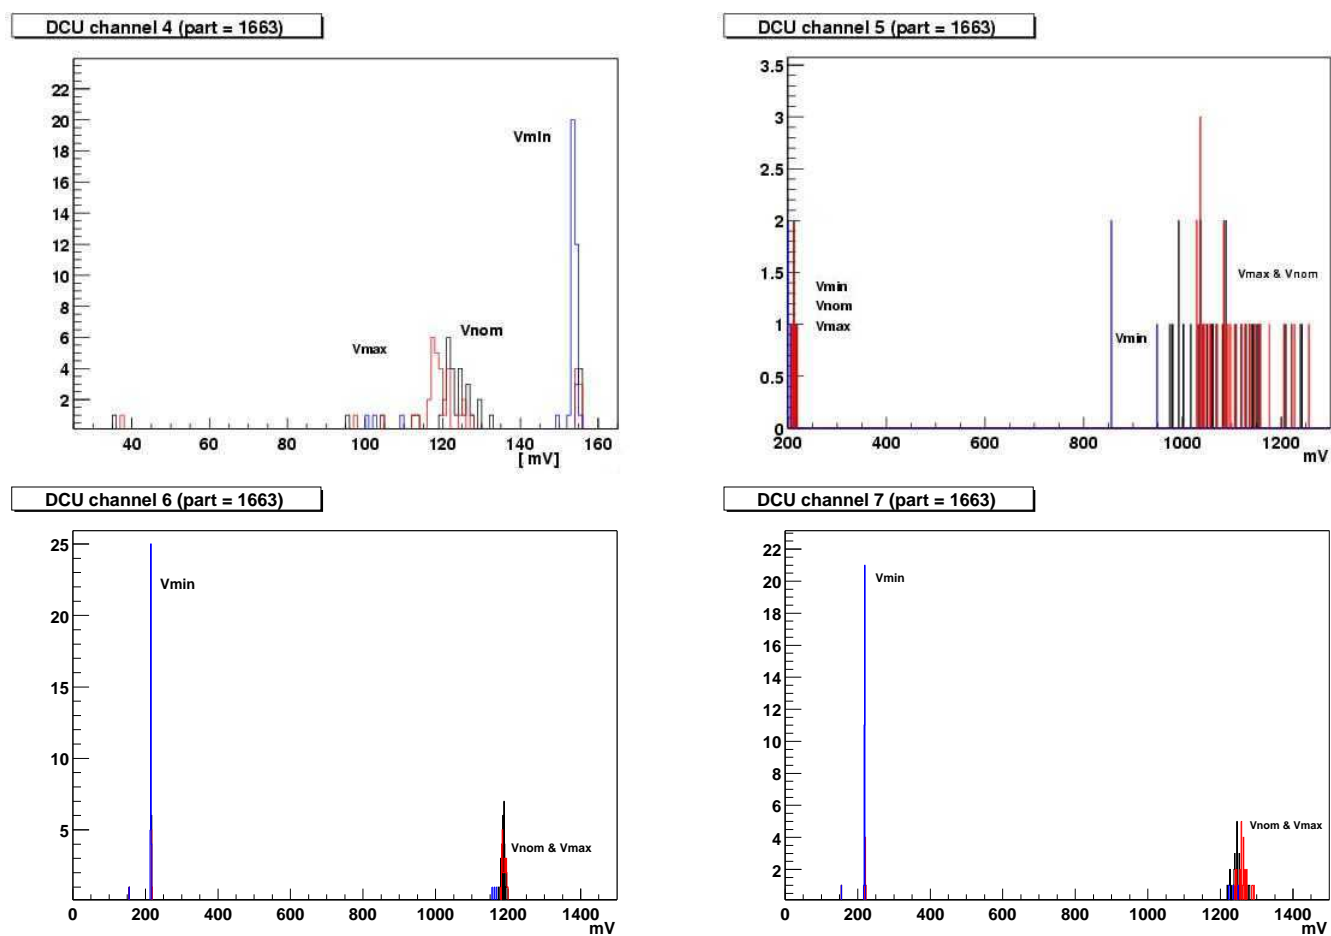 DCU channel 4 (part = 1663)
22
20
18
16
14
12
10
8
6
4
2
VmIn
Vnom
Vmax
40 60 80 100 120 140 160
[ mV]
DCU channel 5 (part = 1663)
3.5
3
2.5
2
1.5
1
0.5
0
Vmax & Vnom
Vmin
Vnom
Vmax
Vmin
200 400 600 800 1000 1200
mV
DCU channel 6 (part = 1663)
25
20
15
10
5
Vmin
Vnom & Vmax
0 200 400 600 800 1000 1200 1400
mV
DCU channel 7 (part = 1663)
22
20
18
16
14
12
10
8
6
4
2
Vmin
Vnom & Vmax
0 200 400 600 800 1000 1200 1400
mV